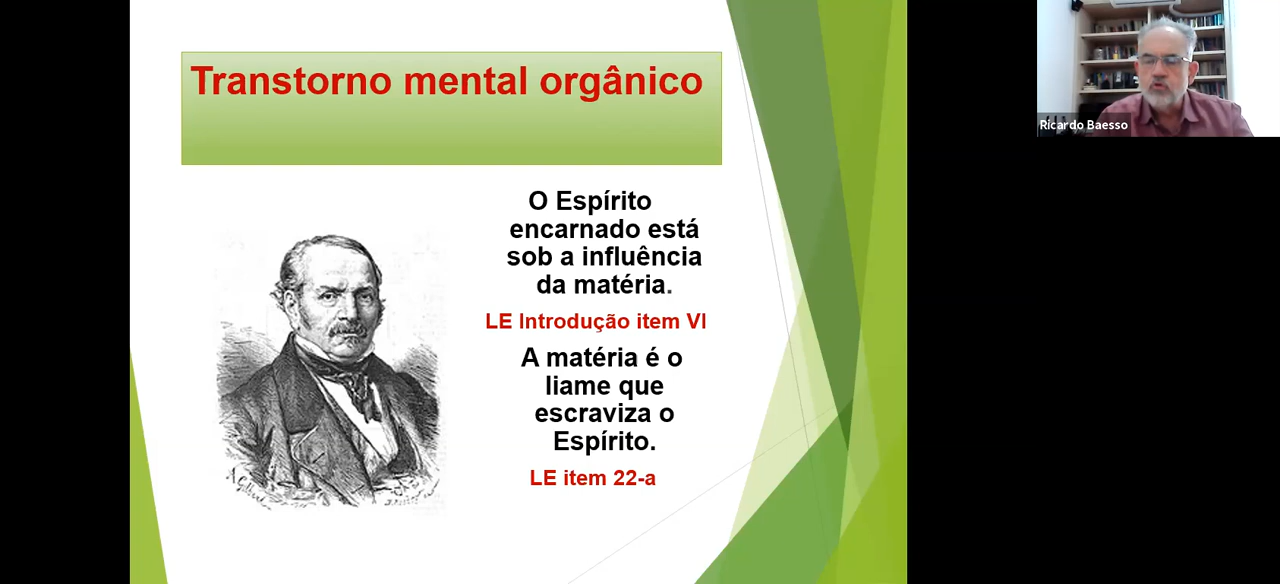 Transtorno mental orgânico
O Espírito
encarnado está
sob a influência
da matéria.
LE Introdução item VI
A matéria é o
liame que
escraviza o
Espírito.
LE item 22-a
Ricardo Baesso